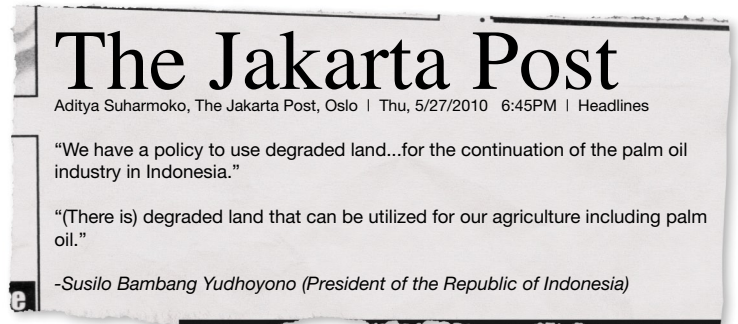 The Jakarta Post
Aditya Suharmoko, The Jakarta Post, Oslo | Thu, 5/27/2010 6:45PM | Headlines
“We have a policy to use degraded land...for the continuation of the palm oil
industry in Indonesia.”
“(There is) degraded land that can be utilized for our agriculture including palm
oil.”
-Susilo Bambang Yudhoyono (President of the Republic of Indonesia)
e